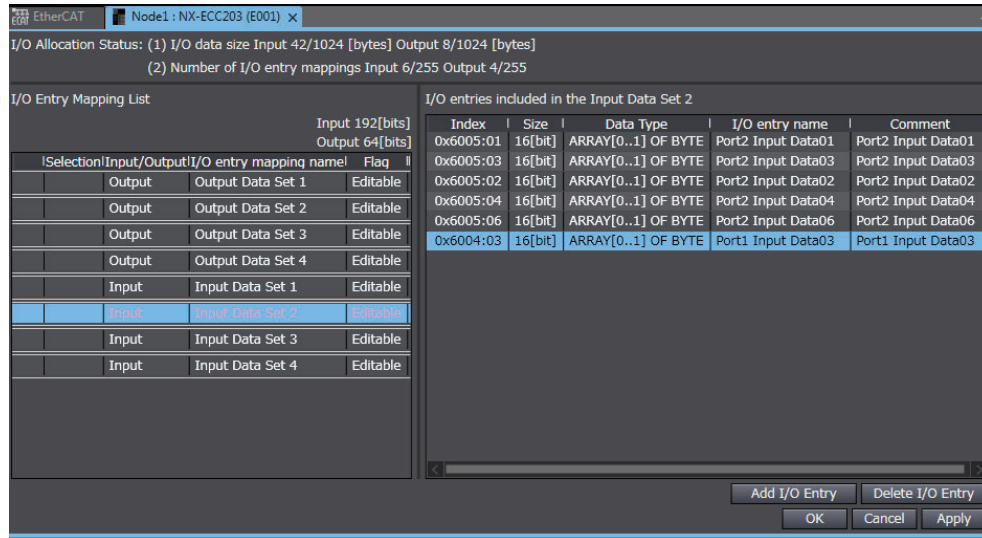 EtherCAT Node1 : NX-ECC203 (E001) ×
I/O Allocation Status: (1) I/O data size Input 42/1024 [bytes] Output 8/1024 [bytes]
(2) Number of I/O entry mappings Input 6/255 Output 4/255
I/O Entry Mapping List
Input 192[bits]
Output 64[bits]
Selection Input/Output I/O entry mapping name Flag
Output Output Data Set 1 Editable
Output Output Data Set 2 Editable
Output Output Data Set 3 Editable
Output Output Data Set 4 Editable
Input Input Data Set 1 Editable
Input Input Data Set 2 Editable
Input Input Data Set 3 Editable
Input Input Data Set 4 Editable
I/O entries included in the Input Data Set 2
Index Size Data Type I/O entry name Comment
0x6005:01 16[bit] ARRAY[0..1] OF BYTE Port2 Input Data01 Port2 Input Data01
0x6005:03 16[bit] ARRAY[0..1] OF BYTE Port2 Input Data03 Port2 Input Data03
0x6005:02 16[bit] ARRAY[0..1] OF BYTE Port2 Input Data02 Port2 Input Data02
0x6005:04 16[bit] ARRAY[0..1] OF BYTE Port2 Input Data04 Port2 Input Data04
0x6005:06 16[bit] ARRAY[0..1] OF BYTE Port2 Input Data06 Port2 Input Data06
0x6004:03 16[bit] ARRAY[0..1] OF BYTE Port1 Input Data03 Port1 Input Data03
Add I/O Entry Delete I/O Entry
OK Cancel Apply